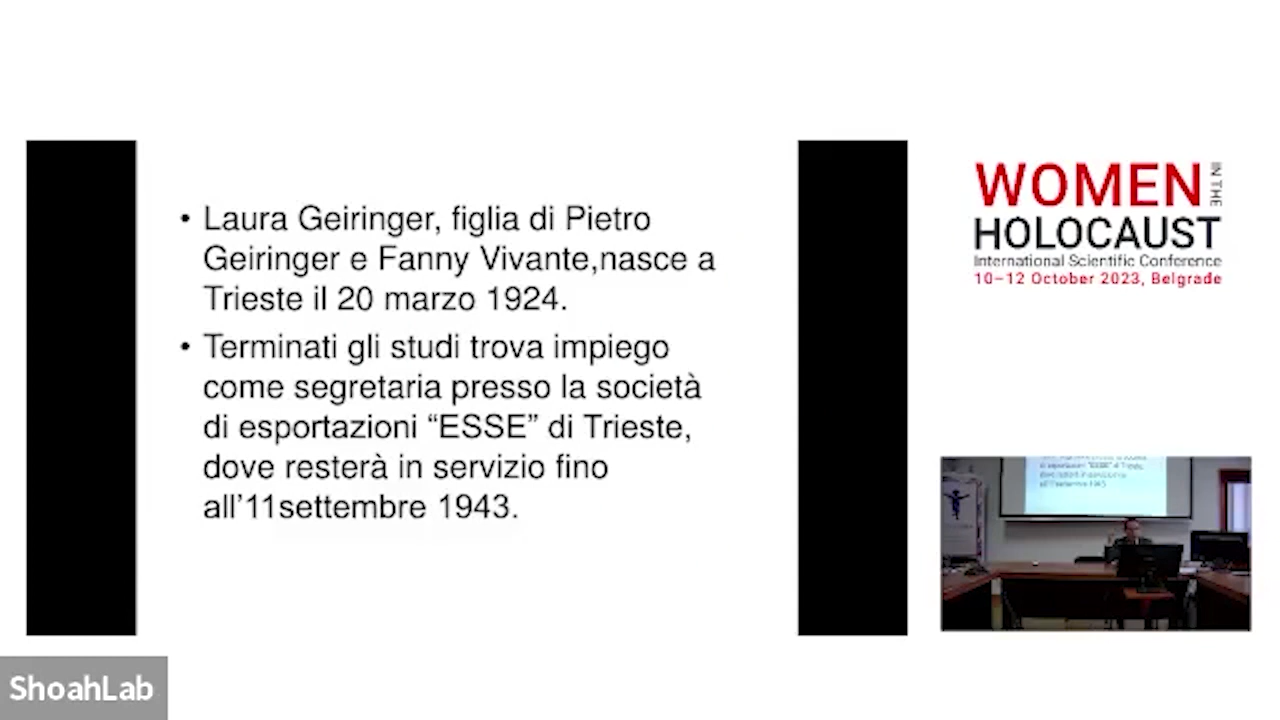 • Laura Geiringer, figlia di Pietro
Geiringer e Fanny Vivante,nasce a
Trieste il 20 marzo 1924.
• Terminati gli studi trova impiego
come segretaria presso la società
di esportazioni “ESSE” di Trieste,
dove resterà in servizio fino
all’11settembre 1943.
WOMEN
IN THE
HOLOCAUST
International Scientific Conference
10–12 October 2023, Belgrade
ShoahLab